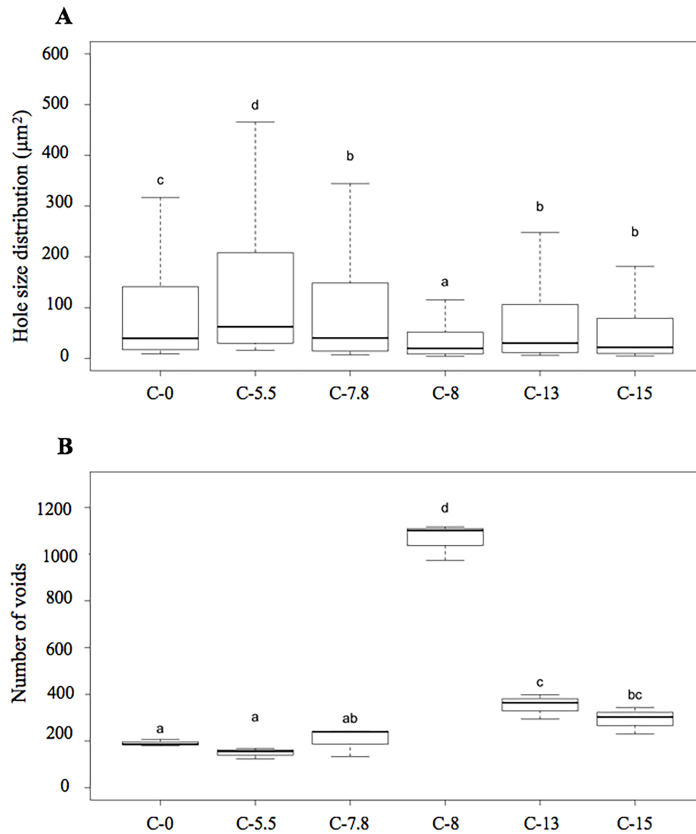 A
Hole size distribution (µm²)
600
500
400
300
200
100
0
c
d
b
a
b
b
C-0 C-5.5 C-7.8 C-8 C-13 C-15
B
Number of voids
1200
1000
800
600
400
200
0
a
a
ab
d
c
bc
C-0 C-5.5 C-7.8 C-8 C-13 C-15